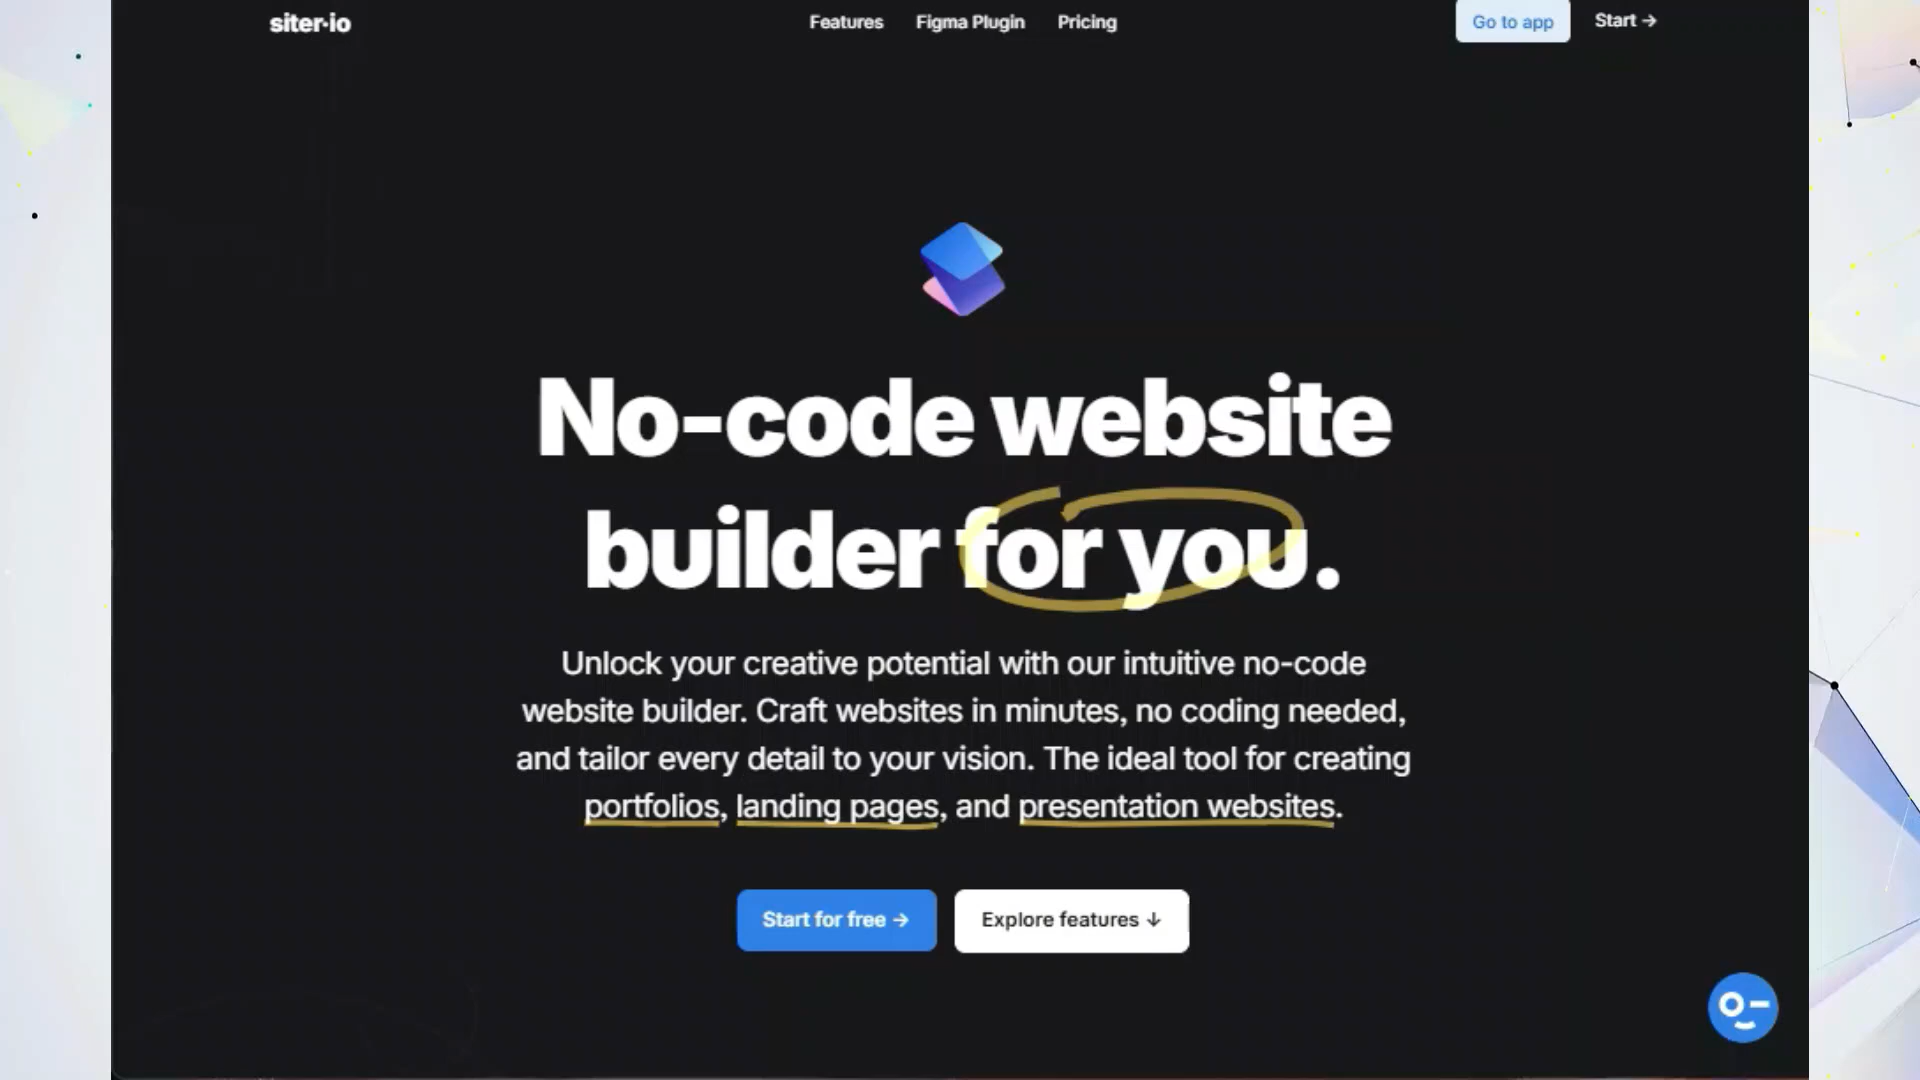 siter·io
Features
Figma Plugin
Pricing
Go to app
Start →
No-code website
builder for you.
Unlock your creative potential with our intuitive no-code
website builder. Craft websites in minutes, no coding needed,
and tailor every detail to your vision. The ideal tool for creating
portfolios, landing pages, and presentation websites.
Start for free →
Explore features ↓